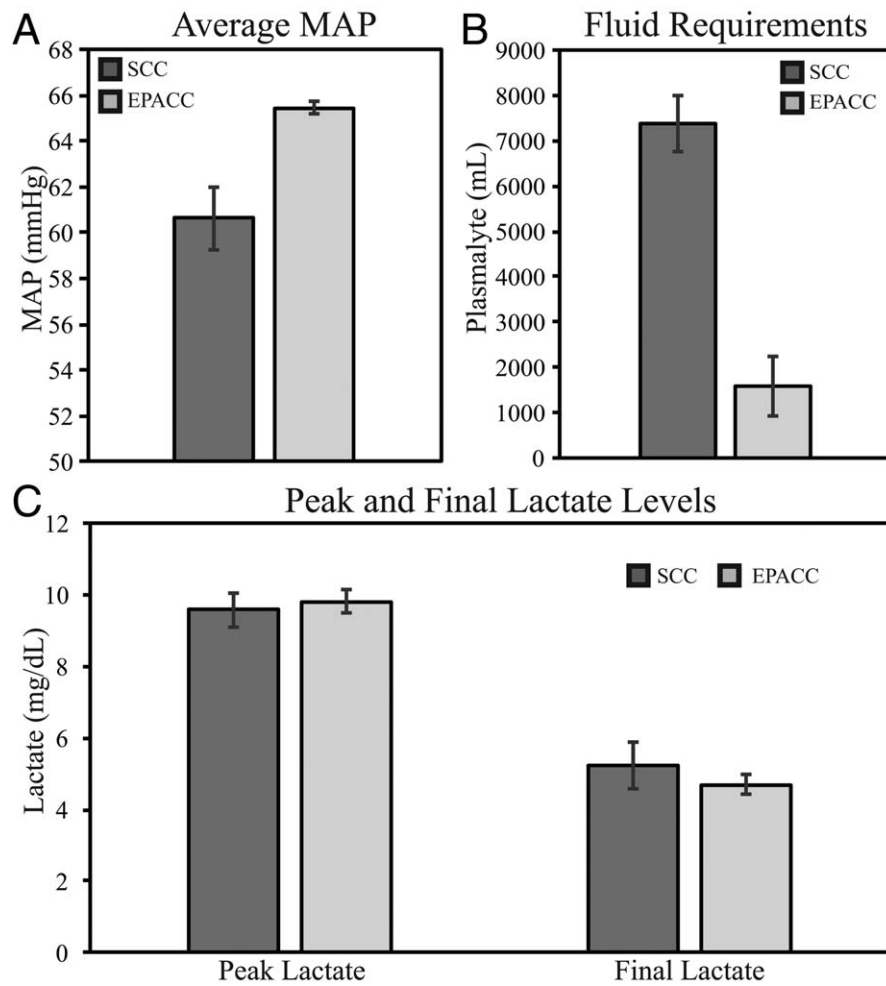 A
Average MAP
SCC
EPACC
MAP (mmHg)
68
66
64
62
60
58
56
54
52
50
B
Fluid Requirements
SCC
EPACC
Plasmalyte (mL)
9000
8000
7000
6000
5000
4000
3000
2000
1000
0
C
Peak and Final Lactate Levels
SCC EPACC
Lactate (mg/dL)
12
10
8
6
4
2
0
Peak Lactate Final Lactate